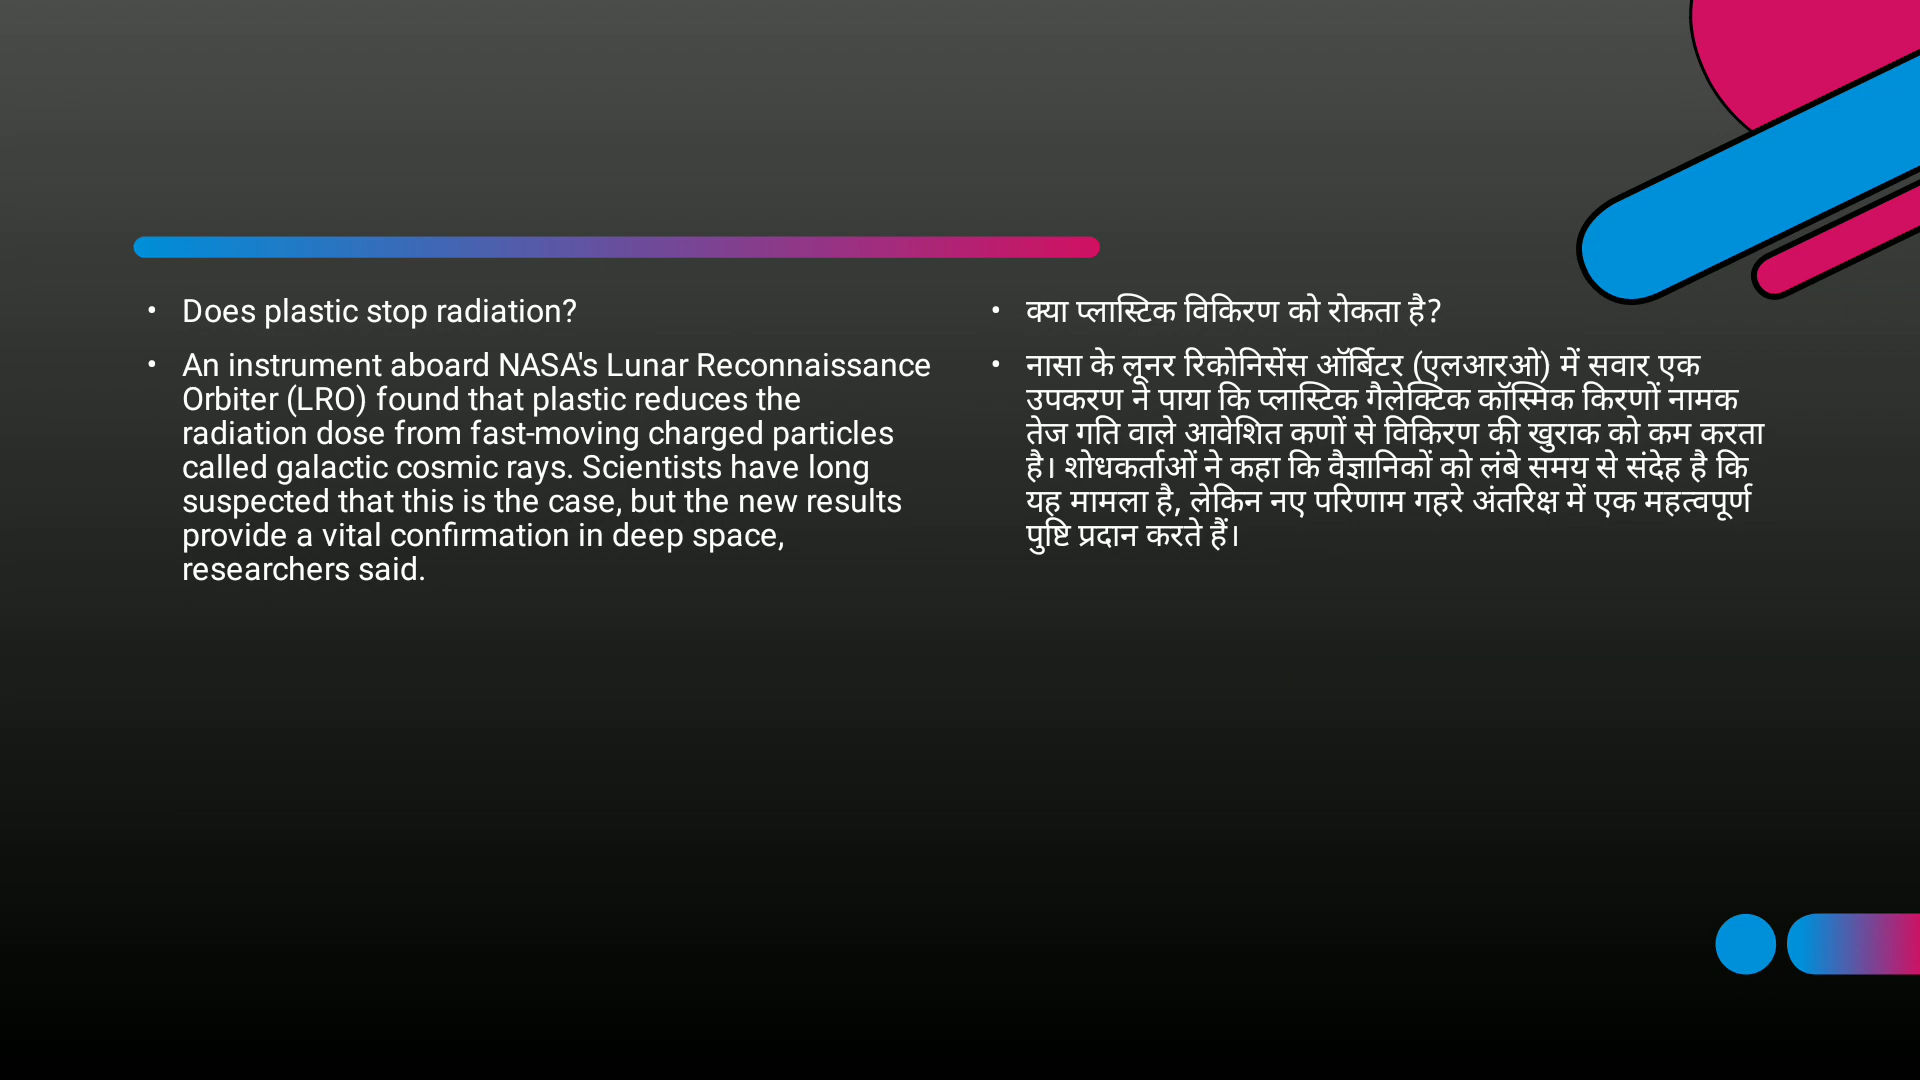 • Does plastic stop radiation?
• An instrument aboard NASA's Lunar Reconnaissance
Orbiter (LRO) found that plastic reduces the
radiation dose from fast-moving charged particles
called galactic cosmic rays. Scientists have long
suspected that this is the case, but the new results
provide a vital confirmation in deep space,
researchers said.
• क्या प्लास्टिक विकिरण को रोकता है?
• नासा के लूनर रिकोनिसेंस ऑर्बिटर (एलआरओ) में सवार एक
उपकरण ने पाया कि प्लास्टिक गैलेक्टिक कॉस्मिक किरणों नामक
तेज गति वाले आवेशित कणों से विकिरण की खुराक को कम करता
है। शोधकर्ताओं ने कहा कि वैज्ञानिकों को लंबे समय से संदेह है कि
यह मामला है, लेकिन नए परिणाम गहरे अंतरिक्ष में एक महत्वपूर्ण
पुष्टि प्रदान करते हैं।